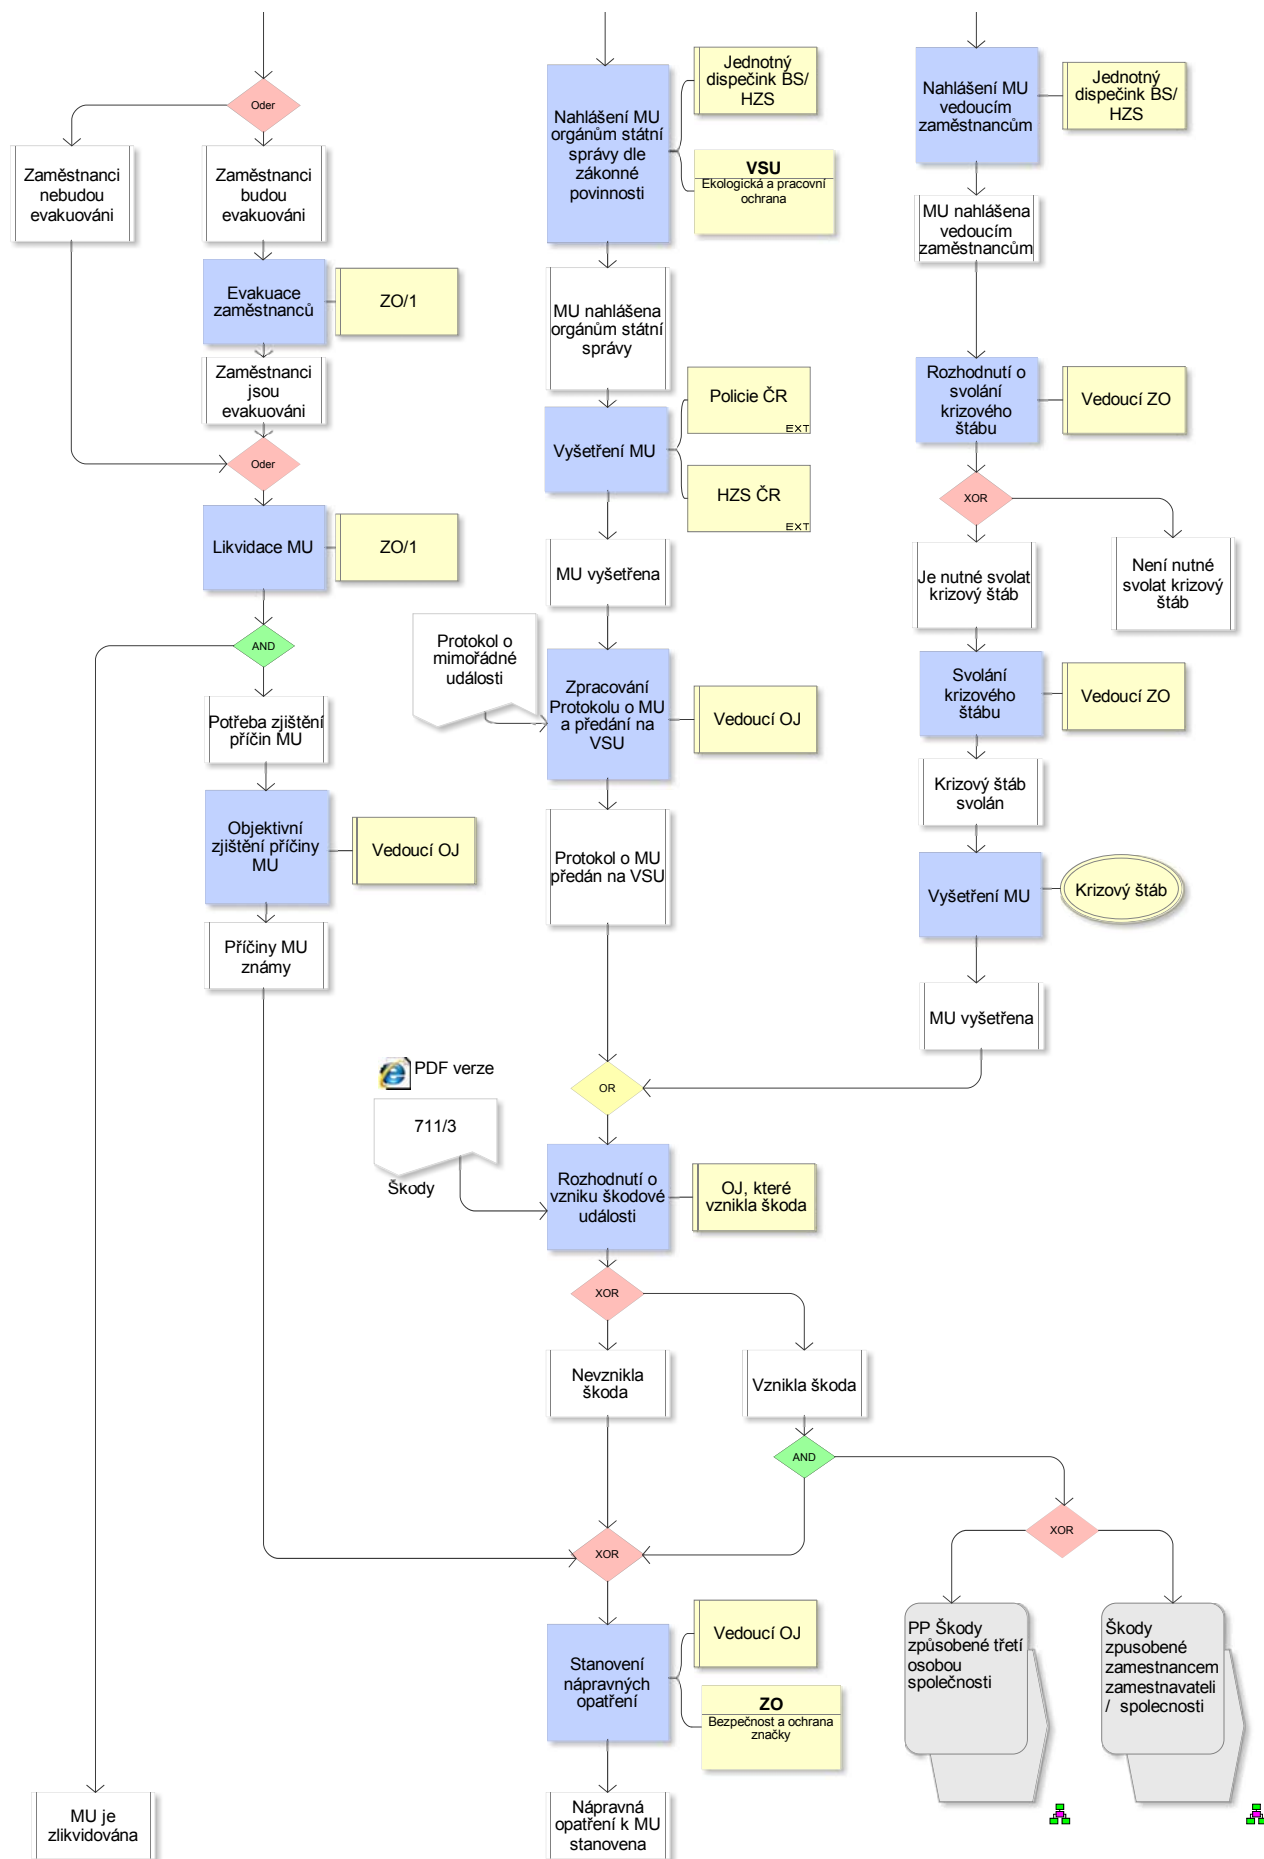 Oder
Zaměstnanci
nebudou
evakuováni
Zaměstnanci
budou
evakuováni
Evakuace
zaměstnanců
ZO/1
Zaměstnanci
jsou
evakuováni
Oder
Likvidace MU
ZO/1
AND
Potřeba zjištění
příčin MU
Objektivní
zjištění příčiny
MU
Vedoucí OJ
Příčiny MU
známy
MU je
zlikvidována
Nahlášení MU
orgánům státní
správy dle
zákonné
povinnosti
Jednotný
dispečink BS/
HZS
VSU
Ekologická a pracovní
ochrana
MU nahlášena
orgánům státní
správy
Vyšetření MU
Policie ČR
EXT
HZS ČR
EXT
MU vyšetřena
Protokol o
mimořádné
události
Zpracování
Protokolu o MU
a předání na
VSU
Vedoucí OJ
Protokol o MU
předán na VSU
Nahlášení MU
vedoucím
zaměstnancům
Jednotný
dispečink BS/
HZS
MU nahlášena
vedoucím
zaměstnancům
Rozhodnutí o
svolání
krizového
štábu
Vedoucí ZO
XOR
Je nutné svolat
krizový štáb
Není nutné
svolat krizový
štáb
Svolání
krizového
štábu
Vedoucí ZO
Krizový štáb
svolán
Vyšetření MU
Krizový štáb
MU vyšetřena
OR
PDF verze
711/3
Škody
Rozhodnutí o
vzniku škodové
události
OJ, které
vznikla škoda
XOR
Nevznikla
škoda
Vznikla škoda
AND
XOR
XOR
PP Škody
způsobené třetí
osobou
společnosti
Škody
zpusobené
zamestnancem
zamestnavateli
/ spolecnosti
Stanovení
nápravných
opatření
Vedoucí OJ
ZO
Bezpečnost a ochrana
značky
Nápravná
opatření k MU
stanovena